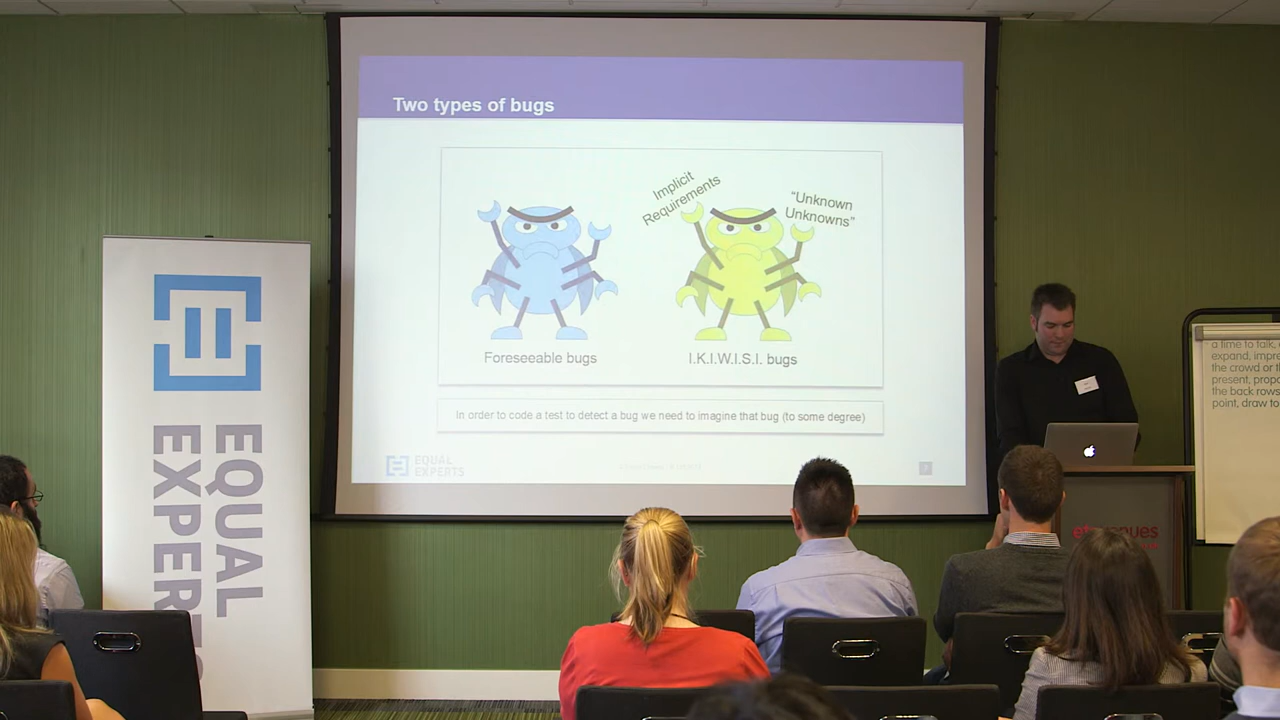 Two types of bugs
Implicit
Requirements
“Unknown
Unknowns”
Foreseeable bugs
I.K.I.W.I.S.I. bugs
In order to code a test to detect a bug we need to imagine that bug (to some degree)
EQUAL
EXPERTS
EQUAL
EXPERTS
a time to talk,
expand, impre
the crowd or th
present, propo
the back rows
point, draw to